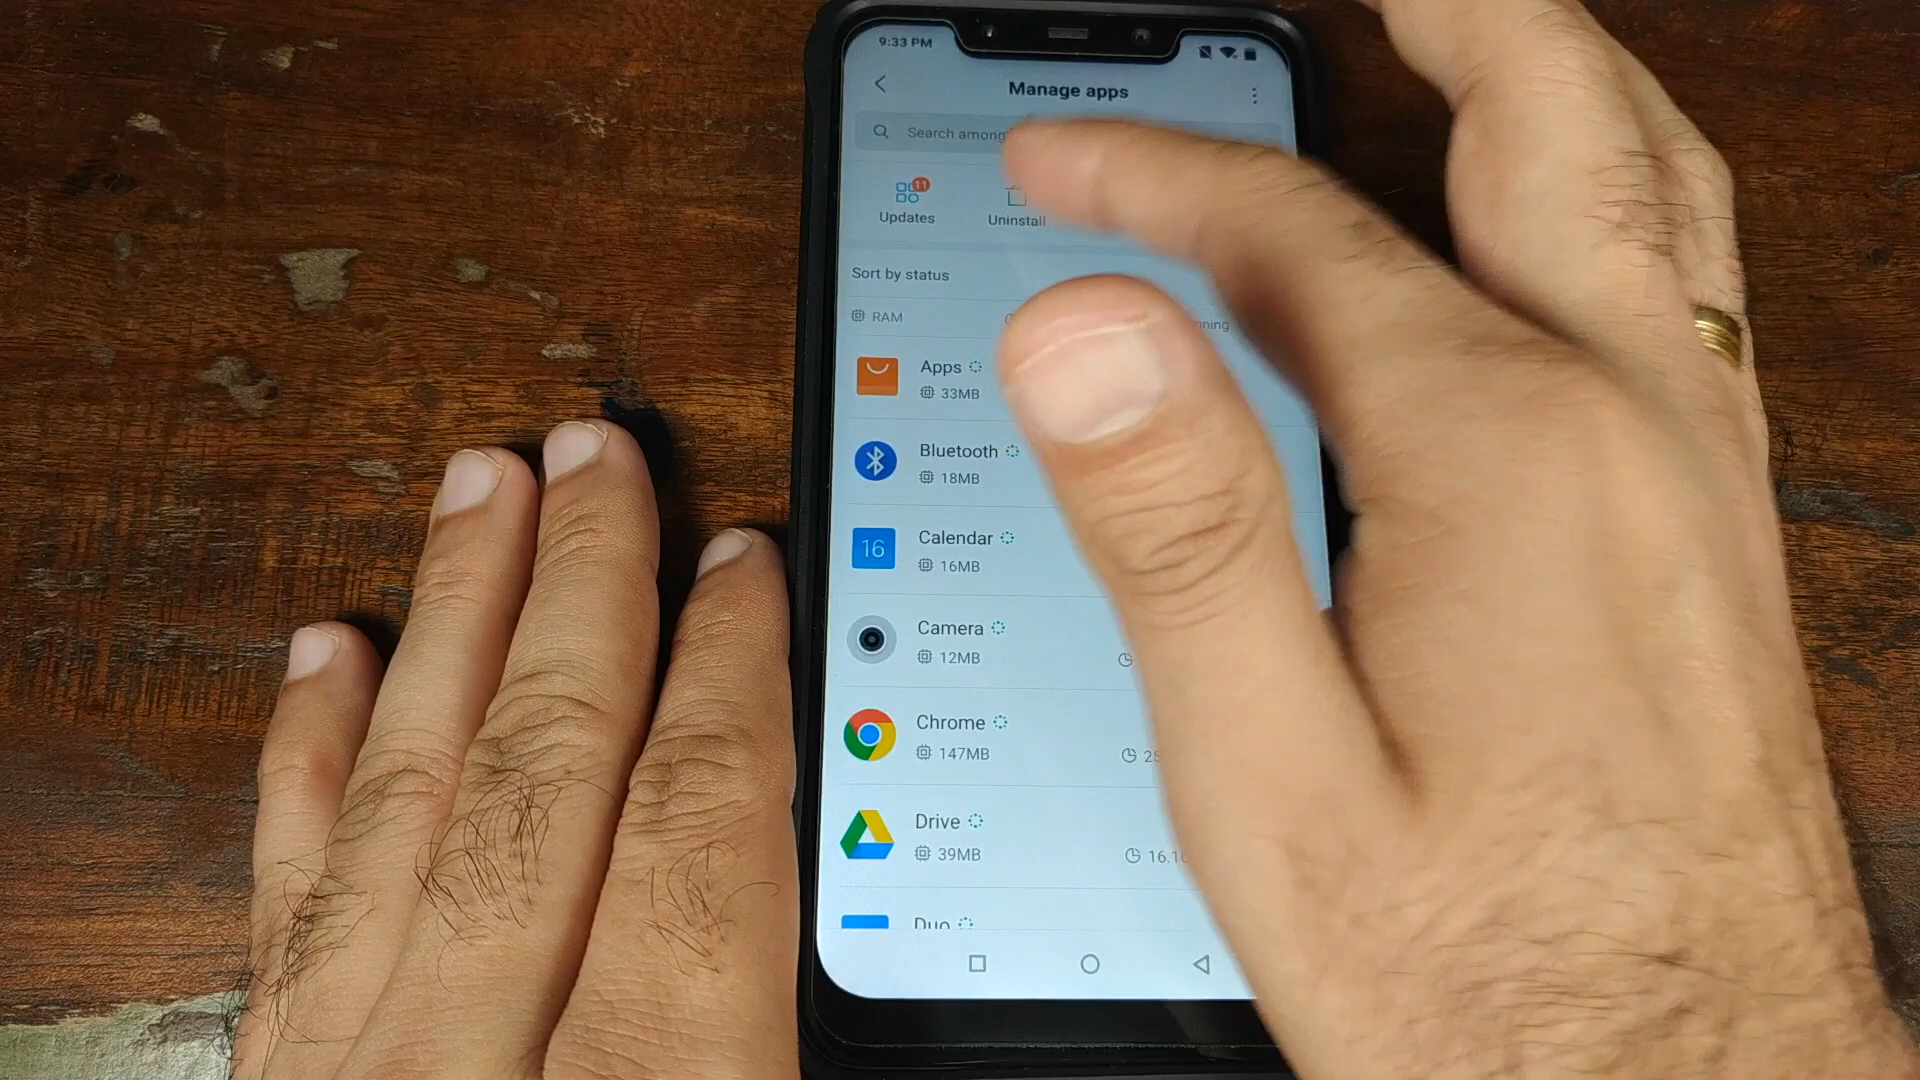 9:33 PM
Manage apps
Search among
11
Updates Uninstall
Sort by status
RAM
Apps
33MB
Bluetooth
18MB
16
Calendar
16MB
Camera
12MB
Chrome
147MB
Drive
39MB
Duo